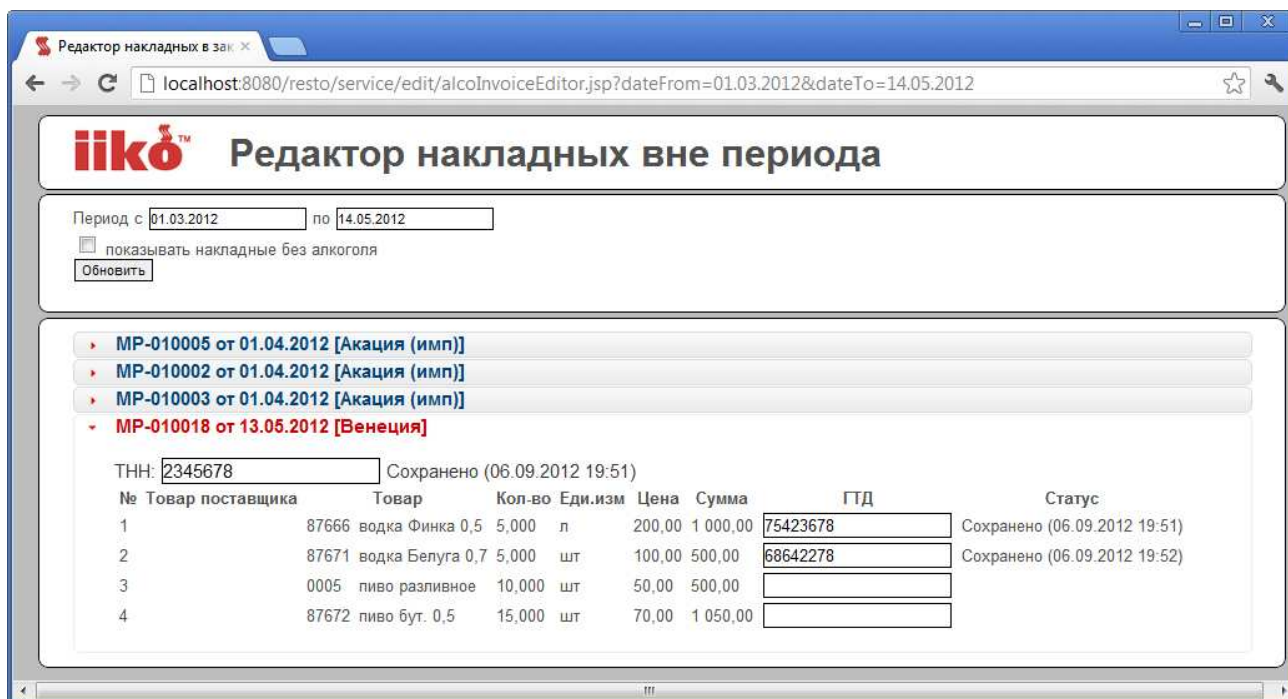 Редактор накладных в зак
localhost:8080/resto/service/edit/alcoInvoiceEditor.jsp?dateFrom=01.03.2012&dateTo=14.05.2012
iiko™ Редактор накладных вне периода
Период с 01.03.2012 по 14.05.2012
показывать накладные без алкоголя
Обновить
МР-010005 от 01.04.2012 [Акация (имп)]
МР-010002 от 01.04.2012 [Акация (имп)]
МР-010003 от 01.04.2012 [Акация (имп)]
МР-010018 от 13.05.2012 [Венеция]
ТНН: 2345678 Сохранено (06.09.2012 19:51)
№ Товар поставщика Товар Кол-во Еди.изм Цена Сумма ГТД Статус
1 87666 водка Финка 0,5 5,000 л 200,00 1 000,00 75423678 Сохранено (06.09.2012 19:51)
2 87671 водка Белуга 0,7 5,000 шт 100,00 500,00 68642278 Сохранено (06.09.2012 19:52)
3 0005 пиво разливное 10,000 шт 50,00 500,00
4 87672 пиво бут. 0,5 15,000 шт 70,00 1 050,00